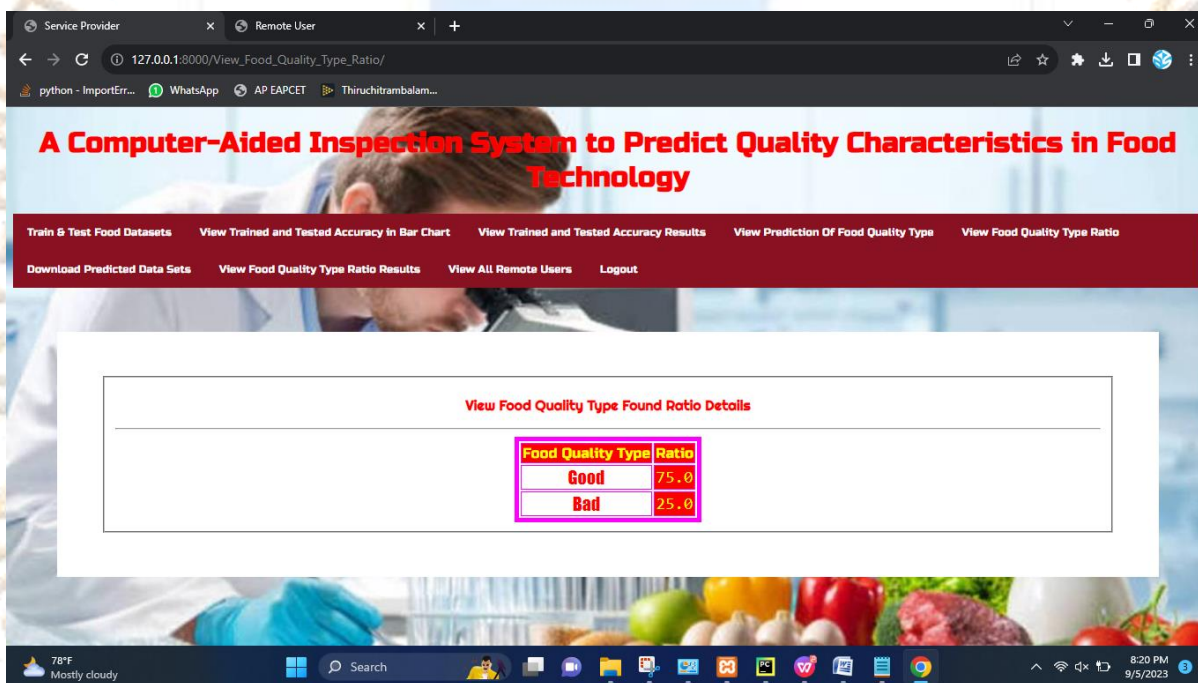 Service Provider
Remote User
127.0.0.1:8000/View_Food_Quality_Type_Ratio/
python - ImportErr...
WhatsApp
AP EAPCET
Thiruchitrambalam...
A Computer-Aided Inspection System to Predict Quality Characteristics in Food
Technology
Train & Test Food Datasets View Trained and Tested Accuracy in Bar Chart View Trained and Tested Accuracy Results View Prediction Of Food Quality Type View Food Quality Type Ratio
Download Predicted Data Sets View Food Quality Type Ratio Results View All Remote Users Logout
View Food Quality Type Found Ratio Details
Food Quality Type Ratio
Good 75.0
Bad 25.0
78°F
Mostly cloudy
Search
PC
8:20 PM
9/5/2023
3